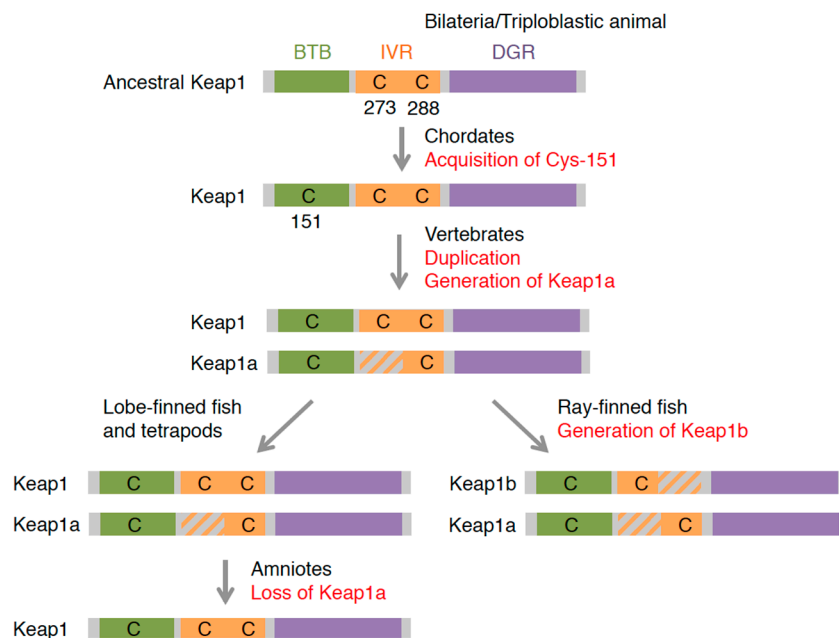 Bilateria/Triploblastic animal
BTB IVR DGR
Ancestral Keap1 C C
273 288
Chordates
Acquisition of Cys-151
Keap1 C C C
151
Vertebrates
Duplication
Generation of Keap1a
Keap1 C C C
Keap1a C C
Lobe-finned fish
and tetrapods
Ray-finned fish
Generation of Keap1b
Keap1 C C C
Keap1a C C
Keap1b C C
Keap1a C C
Amniotes
Loss of Keap1a
Keap1 C C C